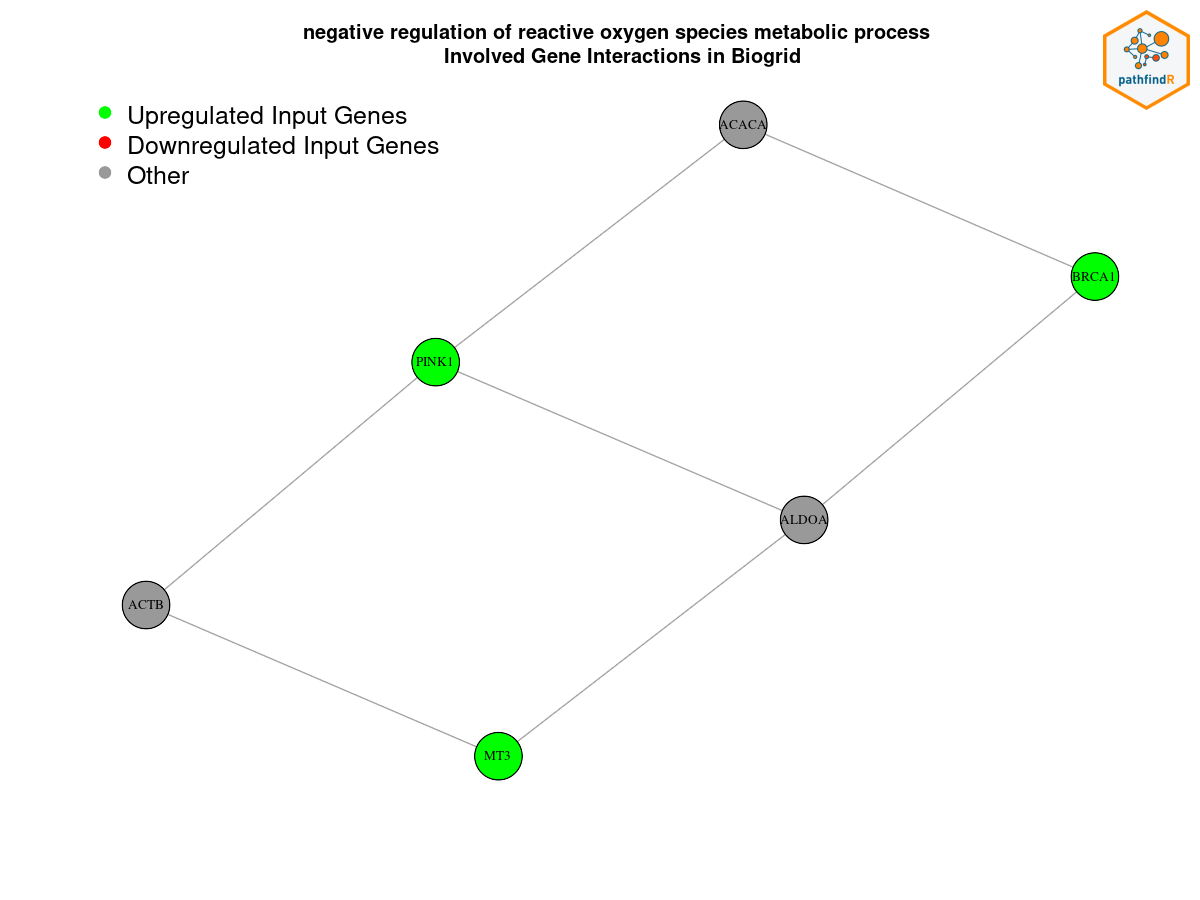 negative regulation of reactive oxygen species metabolic process
Involved Gene Interactions in Biogrid
pathfindR
Upregulated Input Genes
Downregulated Input Genes
Other
ACACA
BRCA1
PINK1
ALDOA
ACTB
MT3